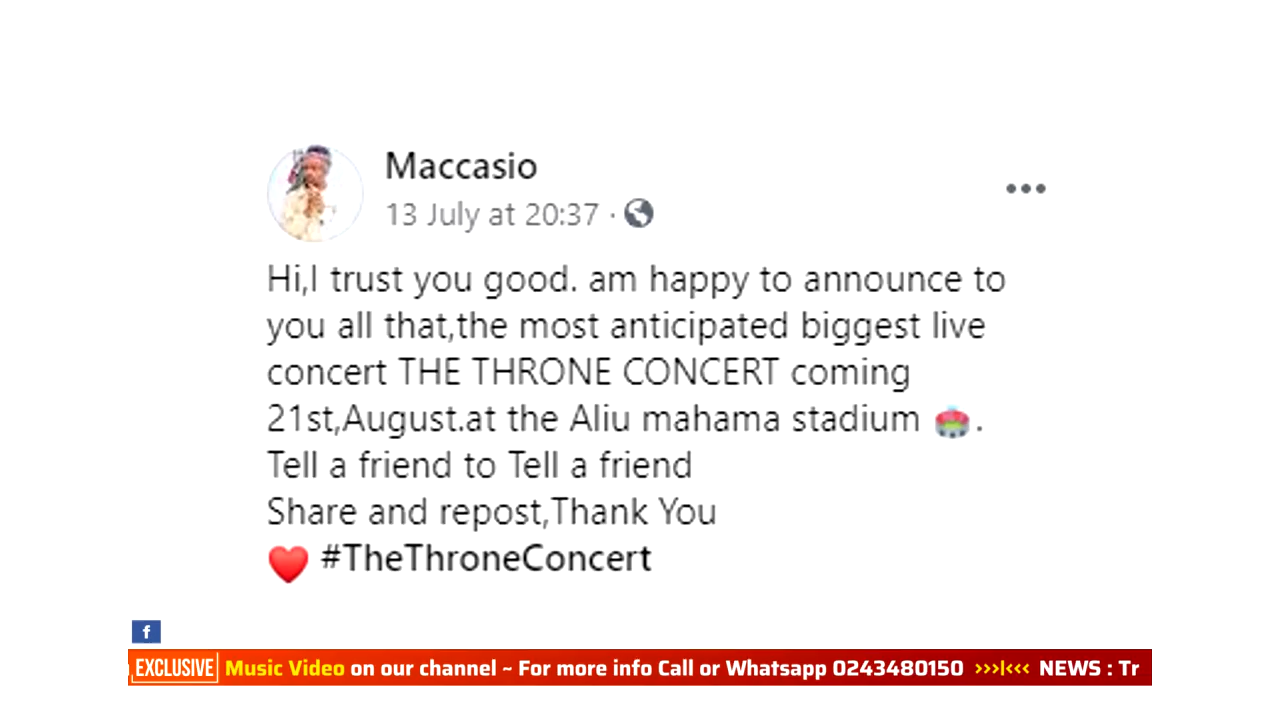 Maccasio
13 July at 20:37 ·
Hi,I trust you good. am happy to announce to
you all that,the most anticipated biggest live
concert THE THRONE CONCERT coming
21st,August.at the Aliu mahama stadium 🏟️.
Tell a friend to Tell a friend
Share and repost,Thank You
❤️ #TheThroneConcert
f
EXCLUSIVE Music Video on our channel ~ For more info Call or Whatsapp 0243480150 >>>|<<< NEWS : Tr